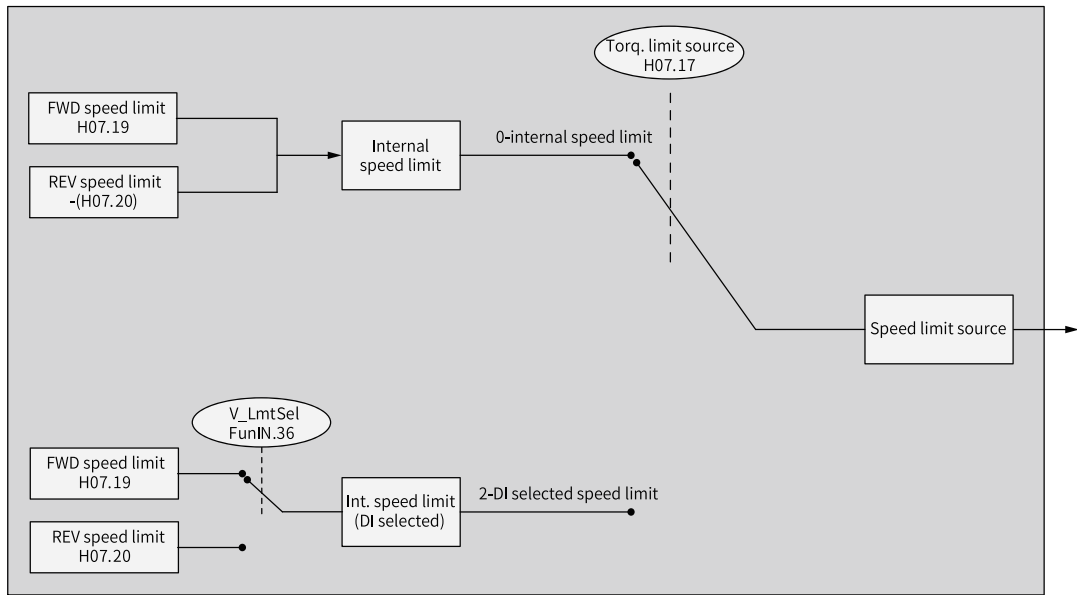 Torq. limit source
H07.17
FWD speed limit
H07.19
REV speed limit
-(H07.20)
Internal
speed limit
0-internal speed limit
Speed limit source
V_LmtSel
FunIN.36
FWD speed limit
H07.19
REV speed limit
H07.20
Int. speed limit
(DI selected)
2-DI selected speed limit